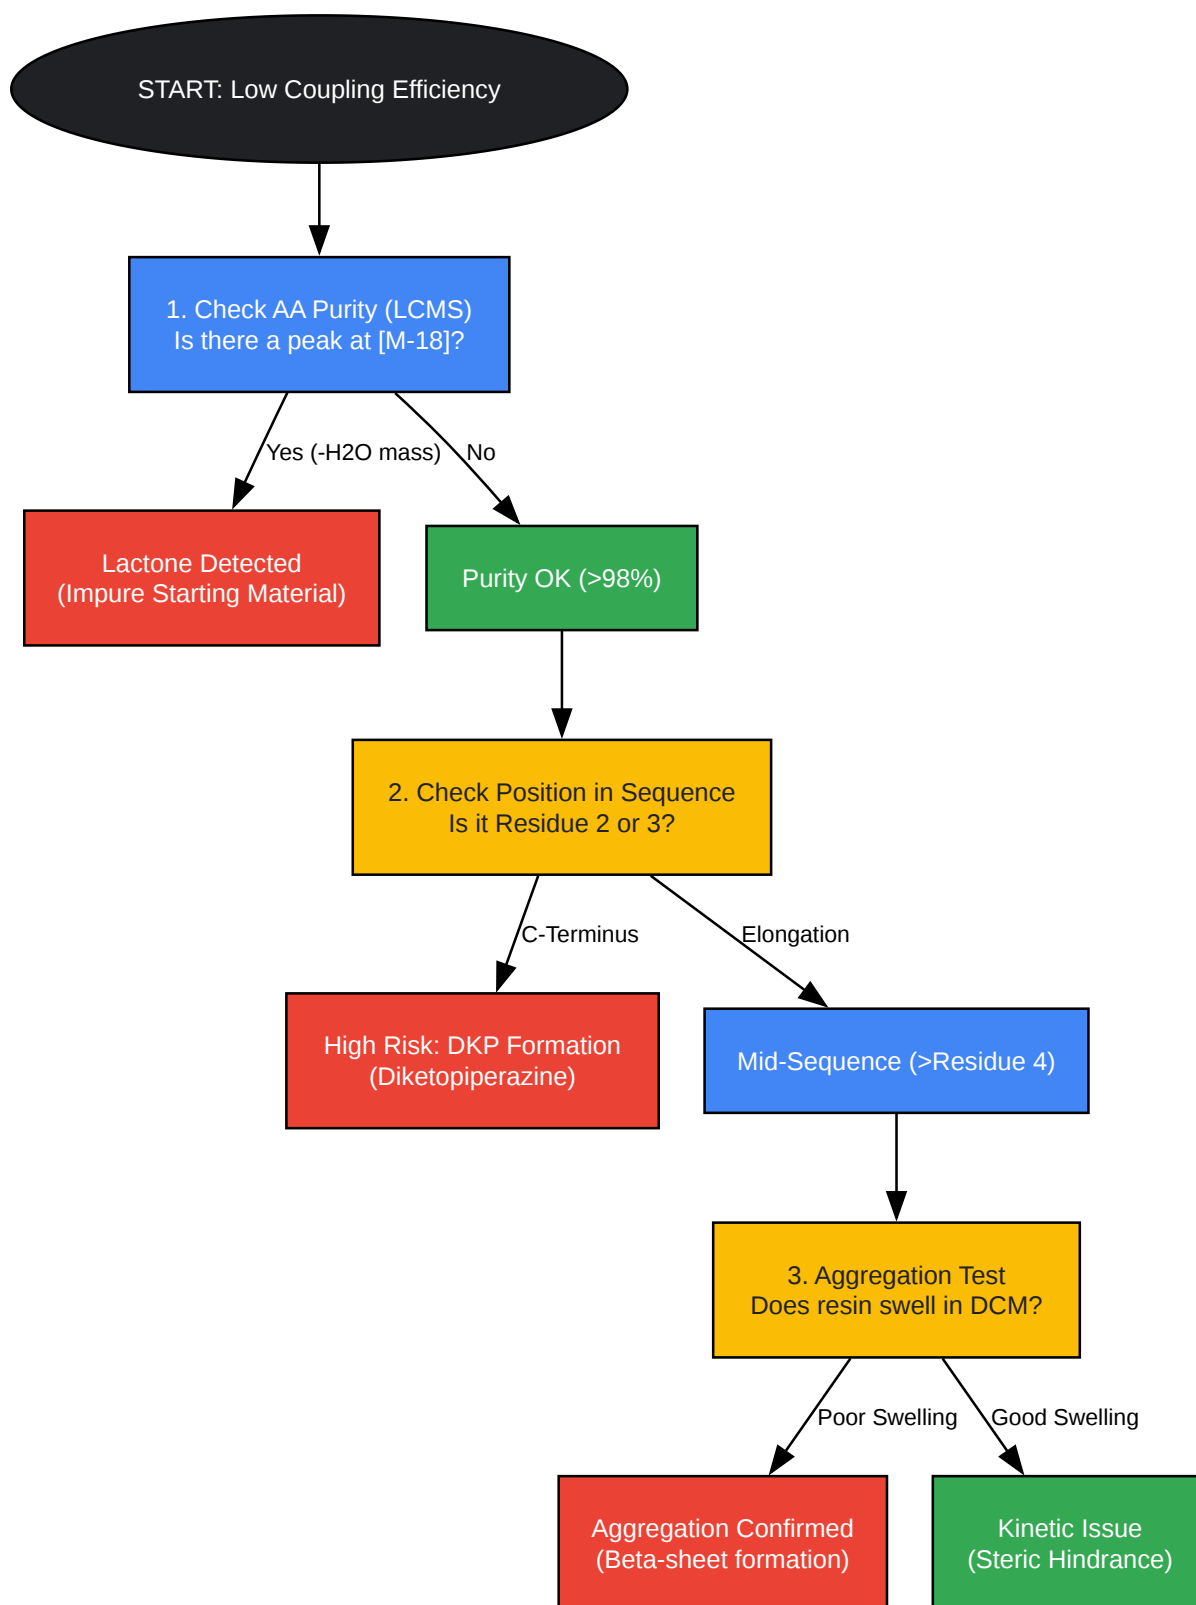 START: Low Coupling Efficiency
1. Check AA Purity (LCMS)
Is there a peak at [M-18]?
Yes (-H2O mass)
No
Lactone Detected
(Impure Starting Material)
Purity OK (>98%)
2. Check Position in Sequence
Is it Residue 2 or 3?
C-Terminus
Elongation
High Risk: DKP Formation
(Diketopiperazine)
Mid-Sequence (>Residue 4)
3. Aggregation Test
Does resin swell in DCM?
Poor Swelling
Good Swelling
Aggregation Confirmed
(Beta-sheet formation)
Kinetic Issue
(Steric Hindrance)